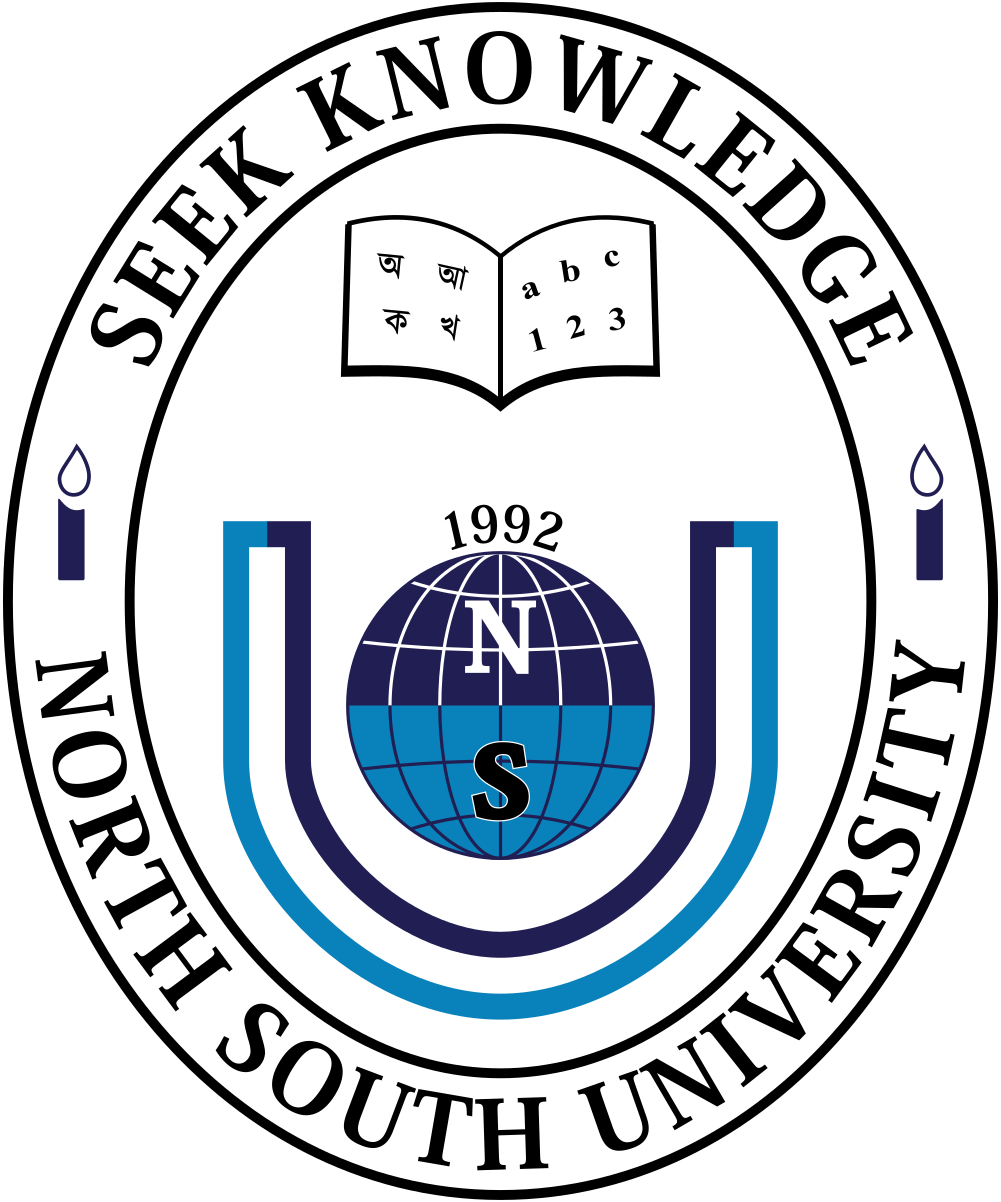 SEEK KNOWLEDGE
অ আ
ক খ
a b c
1 2 3
1992
N
S
NORTH SOUTH UNIVERSITY